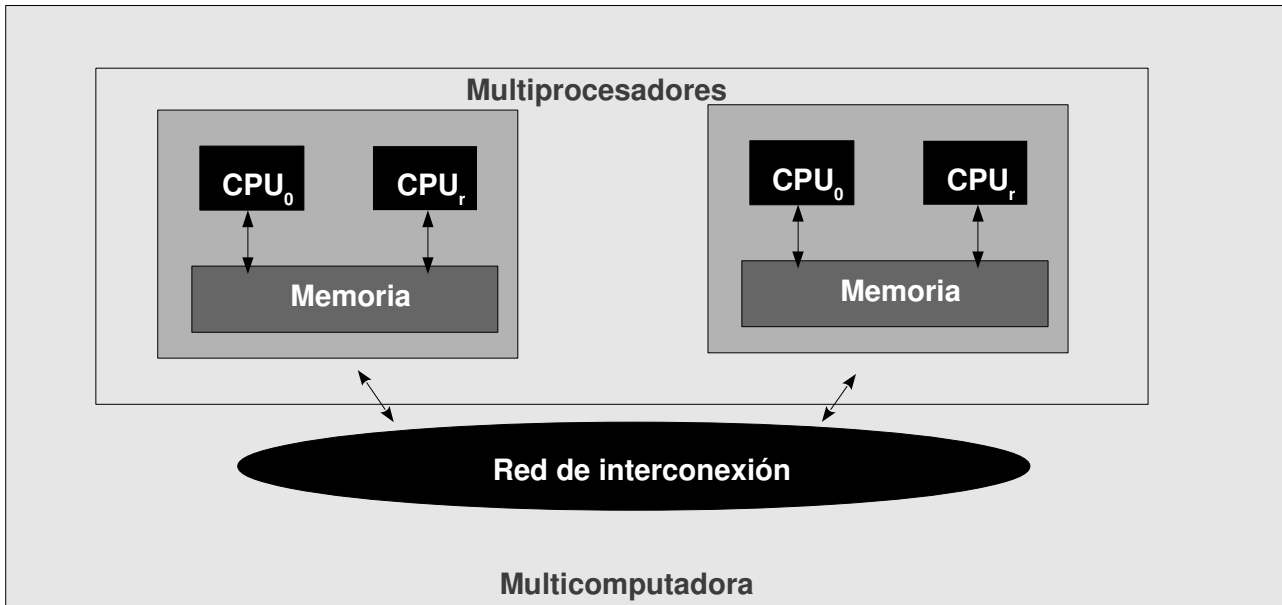 Multiprocesadores
CPU0 CPUr CPU0 CPUr
Memoria Memoria
Red de interconexión
Multicomputadora